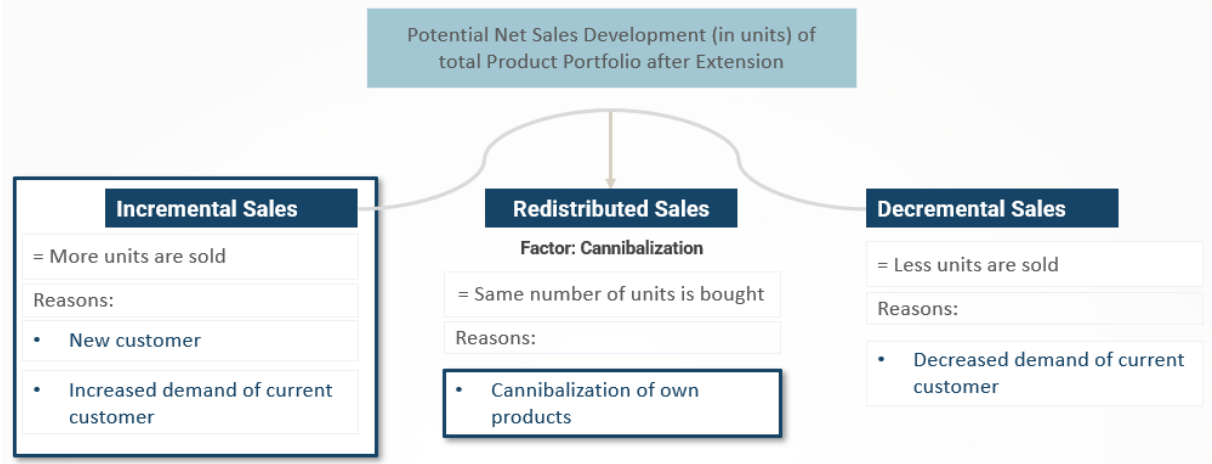 Potential Net Sales Development (in units) of
total Product Portfolio after Extension
Incremental Sales
= More units are sold
Reasons:
• New customer
• Increased demand of current
customer
Redistributed Sales
Factor: Cannibalization
= Same number of units is bought
Reasons:
• Cannibalization of own
products
Decremental Sales
= Less units are sold
Reasons:
• Decreased demand of current
customer